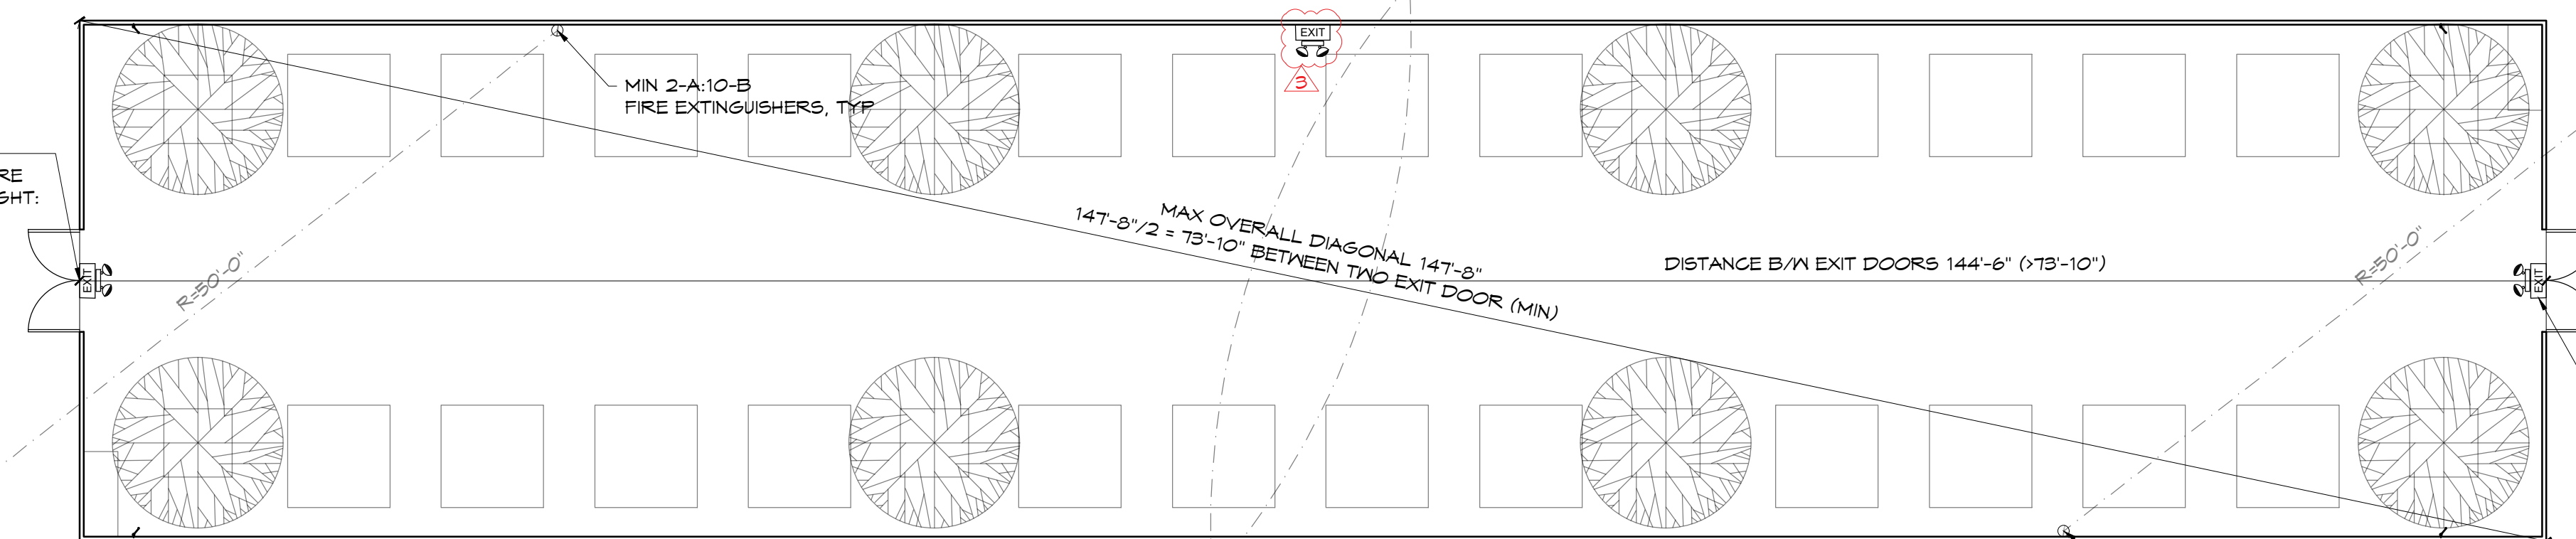 EXIT
3
MIN 2-A:10-B
FIRE EXTINGUISHERS, TYP
RE
GHT:
EXIT
R=50'-0"
MAX OVERALL DIAGONAL 147'-8"
147'-8"/2 = 73'-10" BETWEEN TWO EXIT DOOR (MIN)
DISTANCE B/W EXIT DOORS 144'-6" (>73'-10")
R=50'-0"
EXIT